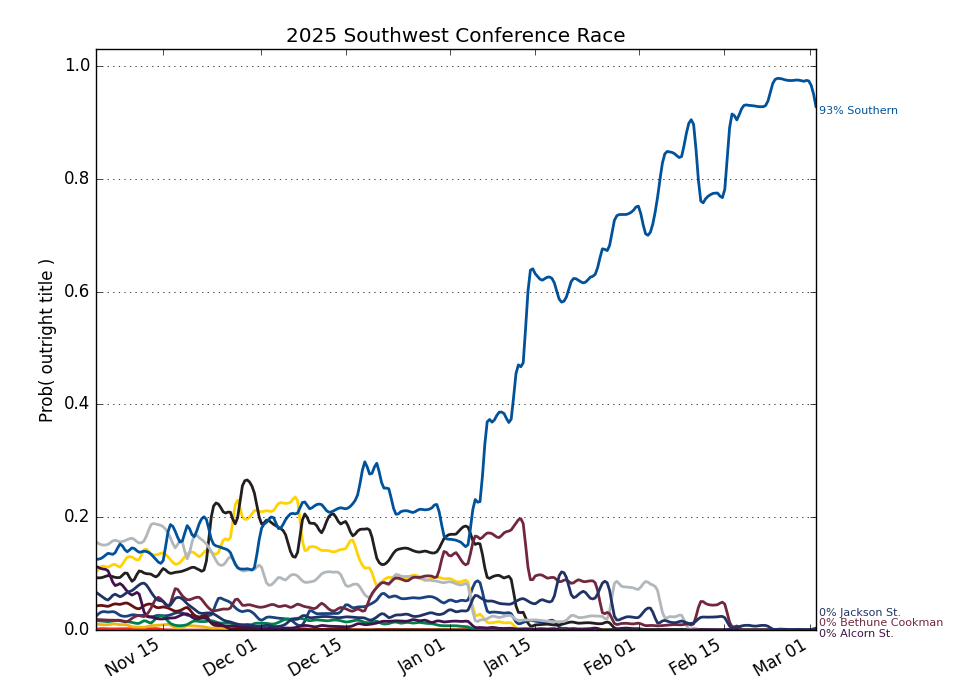 2025 Southwest Conference Race
Prob( outright title )
1.0
0.8
0.6
0.4
0.2
0.0
Nov 15
Dec 01
Dec 15
Jan 01
Jan 15
Feb 01
Feb 15
Mar 01
93% Southern
0% Jackson St.
0% Bethune Cookman
0% Alcorn St.